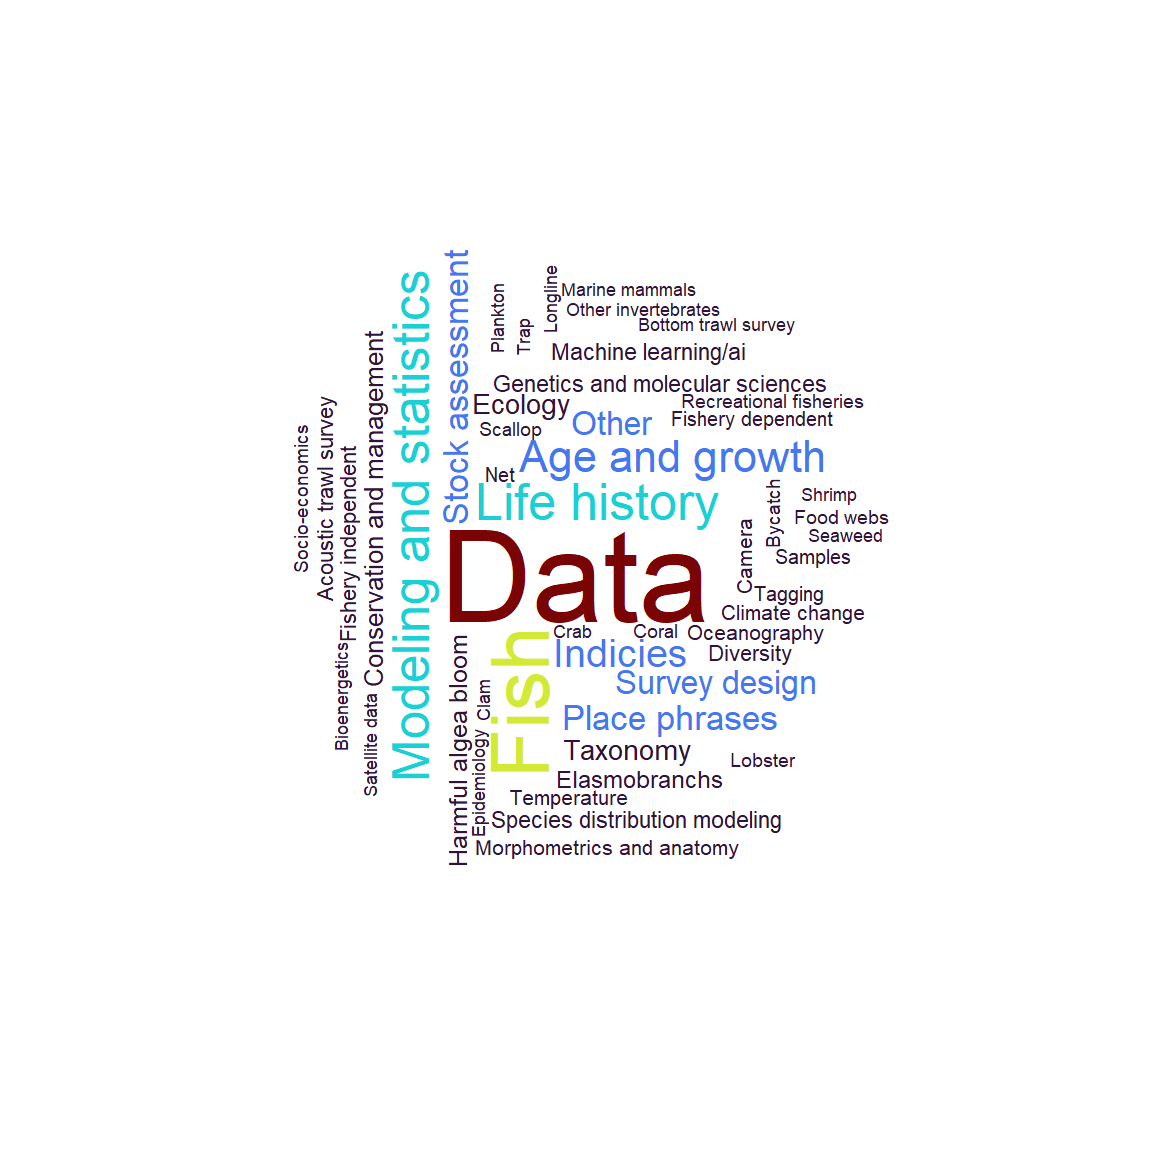 Socio-economics
Acoustic trawl survey
Fishery independent
Bioenergetics
Satellite data
Conservation and management
Modeling and statistics
Stock assessment
Plankton
Trap
Longline
Marine mammals
Other invertebrates
Bottom trawl survey
Machine learning/ai
Genetics and molecular sciences
Ecology
Recreational fisheries
Scallop
Other
Fishery dependent
Age and growth
Net
Life history
Bycatch
Shrimp
Food webs
Seaweed
Camera
Samples
Data
Tagging
Climate change
Crab
Coral
Oceanography
Indicies
Diversity
Harmful algea bloom
Clam
Fish
Survey design
Place phrases
Epidemiology
Taxonomy
Lobster
Elasmobranchs
Temperature
Species distribution modeling
Morphometrics and anatomy